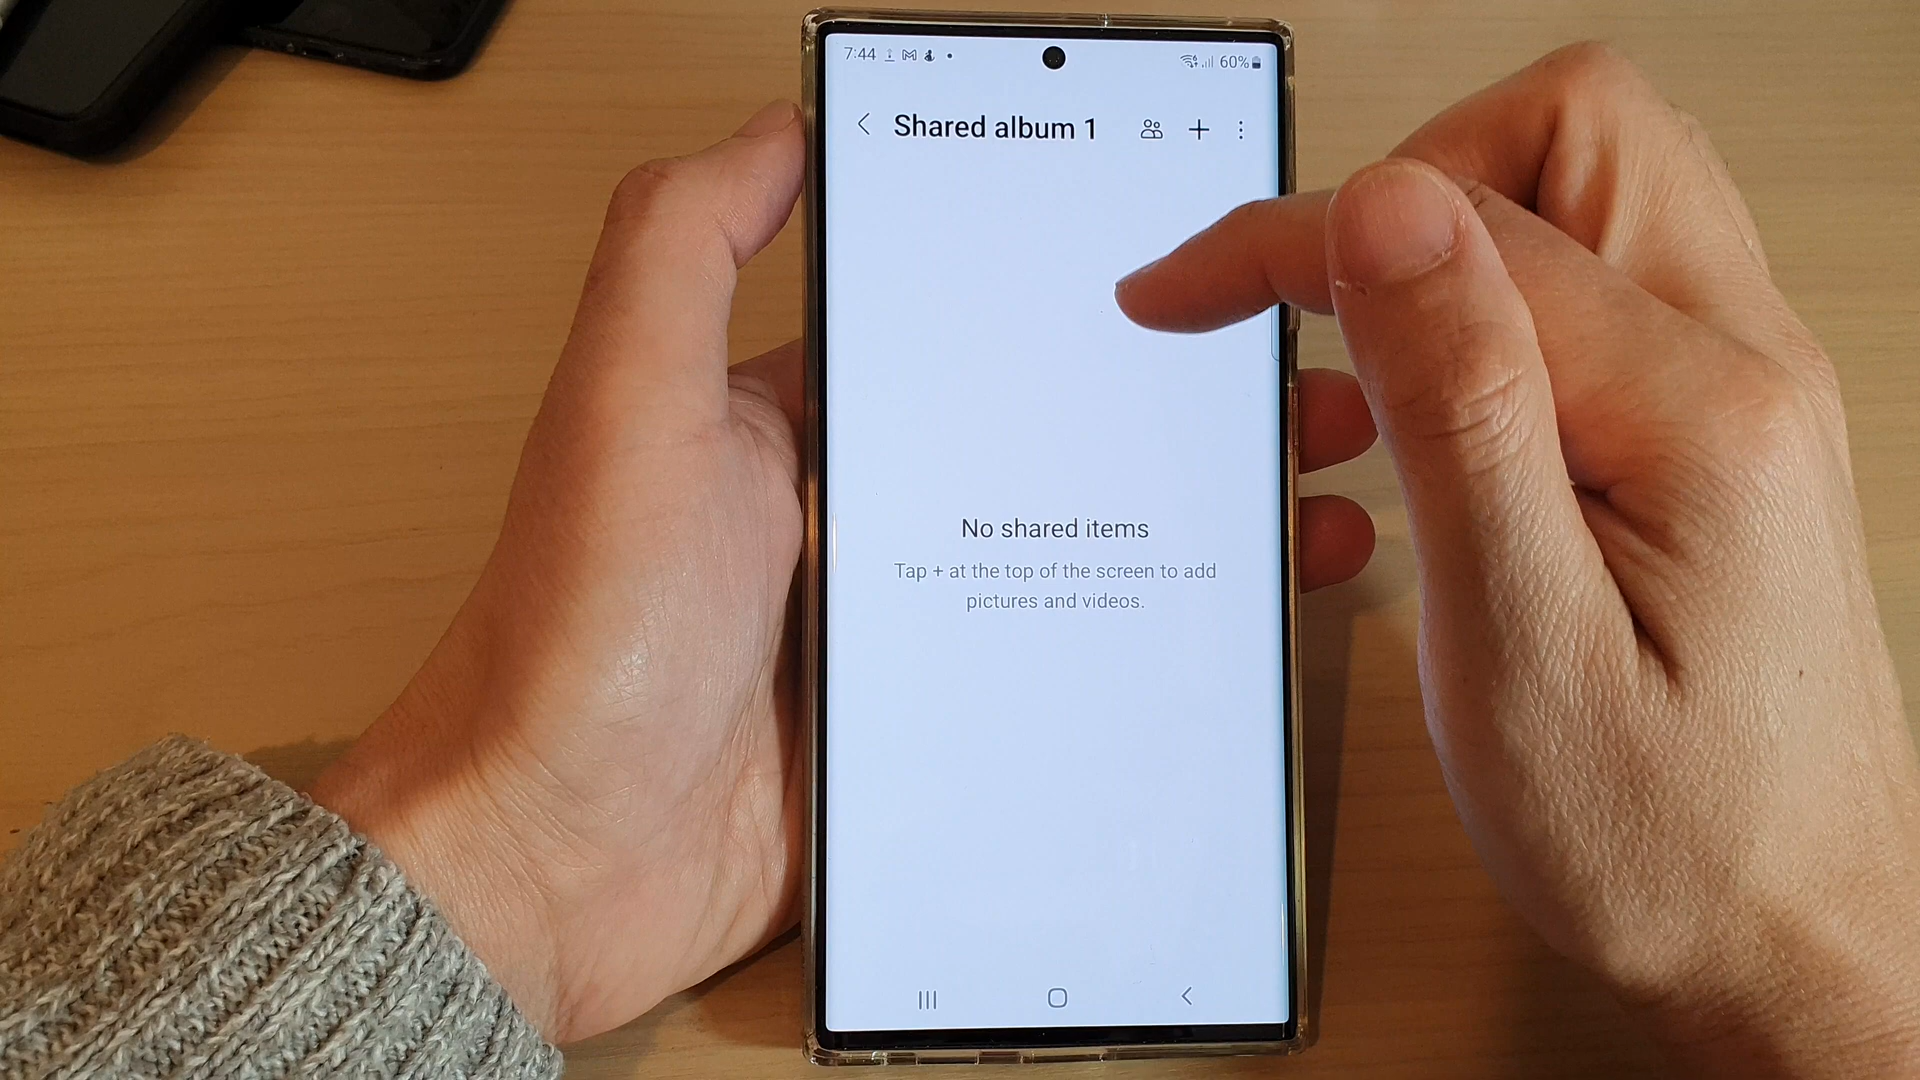 7:44 60%
Shared album 1
No shared items
Tap + at the top of the screen to add
pictures and videos.